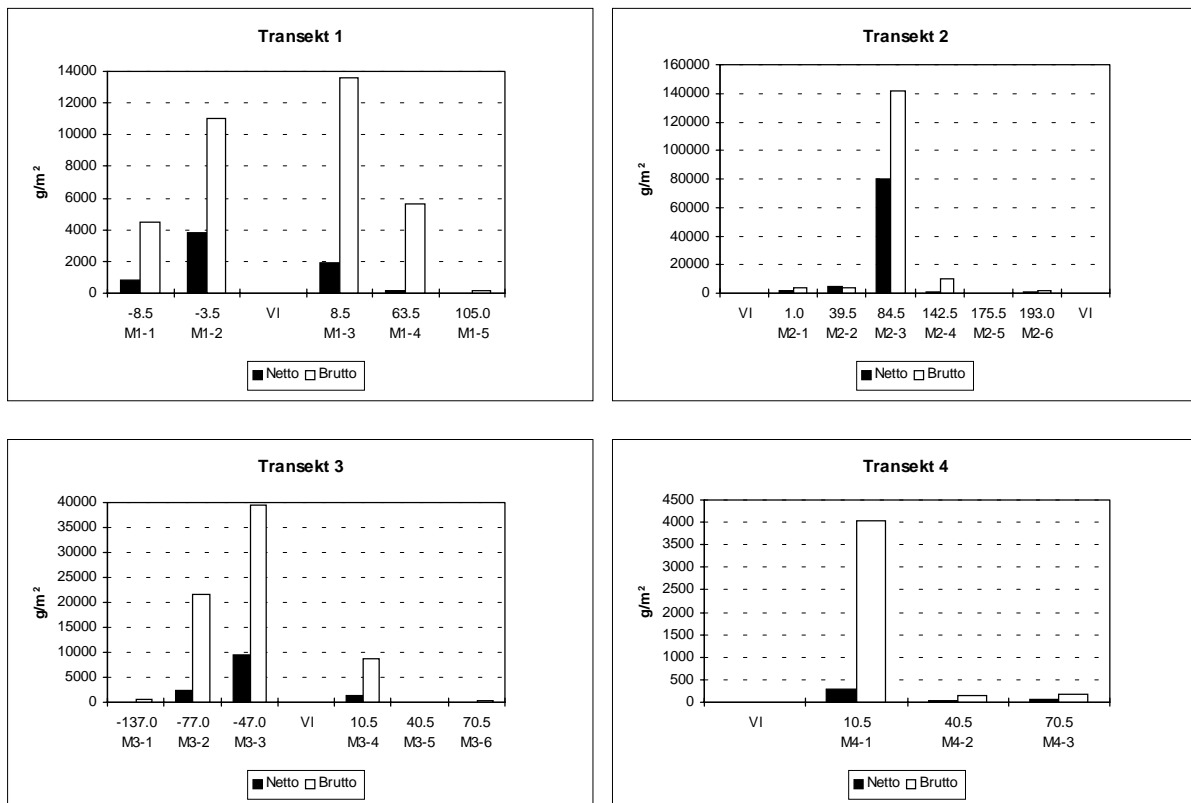 Transekt 1
14000
12000
10000
8000
6000
4000
2000
0
g/m²
-8.5 -3.5 VI 8.5 63.5 105.0
M1-1 M1-2 M1-3 M1-4 M1-5
Netto Brutto
Transekt 2
160000
140000
120000
100000
80000
60000
40000
20000
0
g/m²
VI 1.0 39.5 84.5 142.5 175.5 193.0 VI
M2-1 M2-2 M2-3 M2-4 M2-5 M2-6
Netto Brutto
Transekt 3
40000
35000
30000
25000
20000
15000
10000
5000
0
g/m²
-137.0 -77.0 -47.0 VI 10.5 40.5 70.5
M3-1 M3-2 M3-3 M3-4 M3-5 M3-6
Netto Brutto
Transekt 4
4500
4000
3500
3000
2500
2000
1500
1000
500
0
g/m²
VI 10.5 40.5 70.5
M4-1 M4-2 M4-3
Netto Brutto